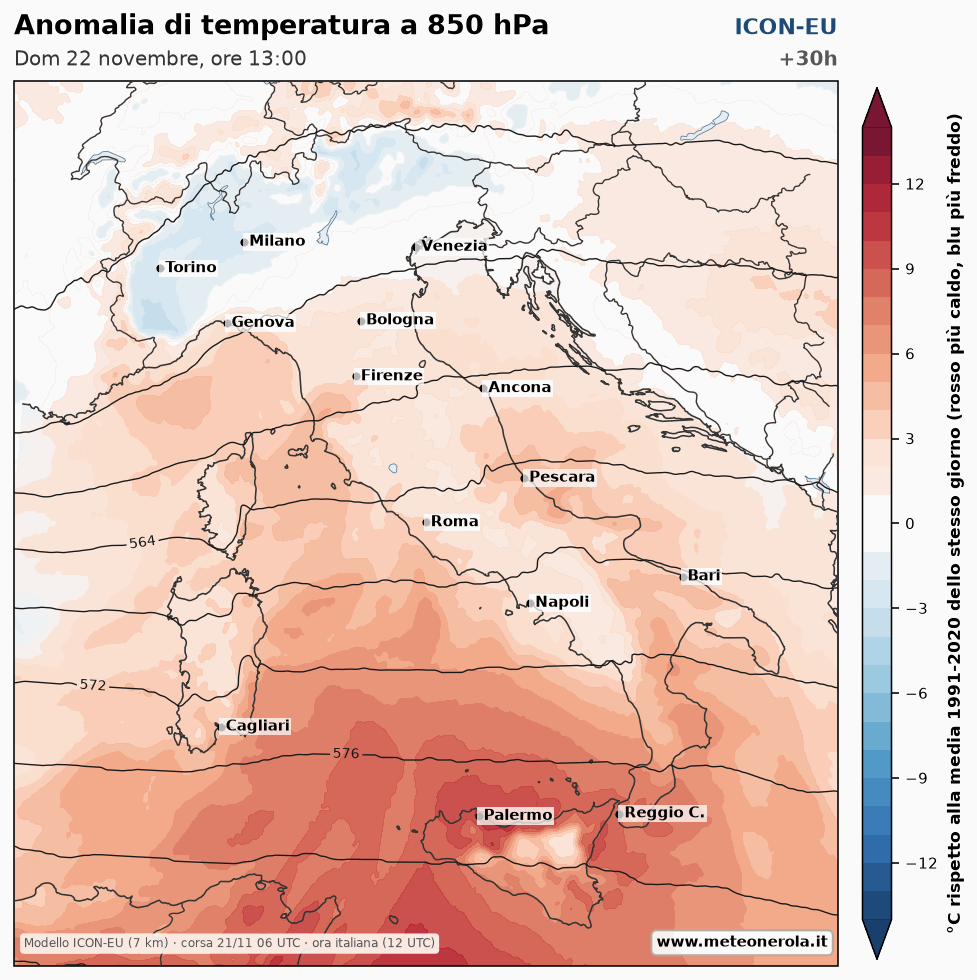 Anomalia di temperatura a 850 hPa
ICON-EU
Dom 22 novembre, ore 13:00
+30h
Milano
Venezia
Torino
Genova
Bologna
Firenze
Ancona
Pescara
Roma
564
Bari
Napoli
572
Cagliari
576
Palermo
Reggio C.
Modello ICON-EU (7 km) · corsa 21/11 06 UTC · ora italiana (12 UTC)
www.meteonerola.it
12
9
6
3
0
−3
−6
−9
−12
°C rispetto alla media 1991-2020 dello stesso giorno (rosso più caldo, blu più freddo)